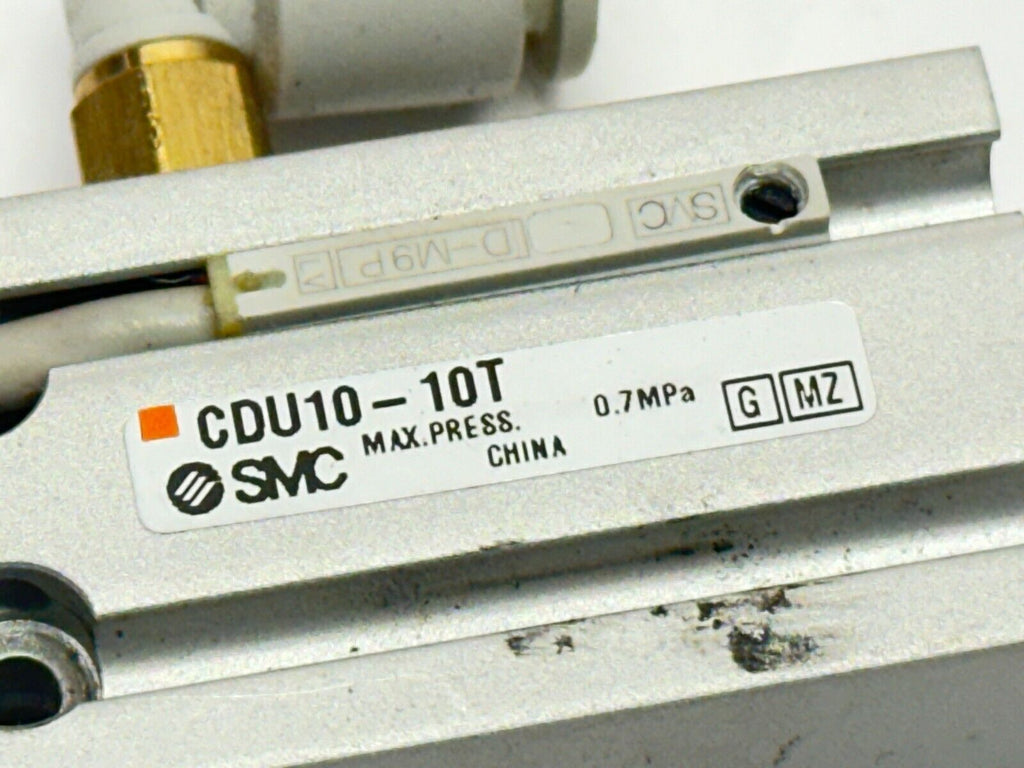 SMC D-M9P Z
CDU10-10T
SMC MAX.PRESS. 0.7MPa G MZ
CHINA